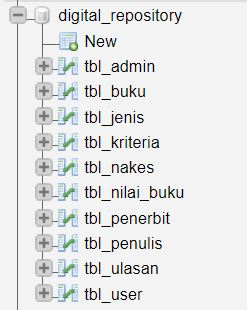 digital_repository
New
tbl_admin
tbl_buku
tbl_jenis
tbl_kriteria
tbl_nakes
tbl_nilai_buku
tbl_penerbit
tbl_penulis
tbl_ulasan
tbl_user